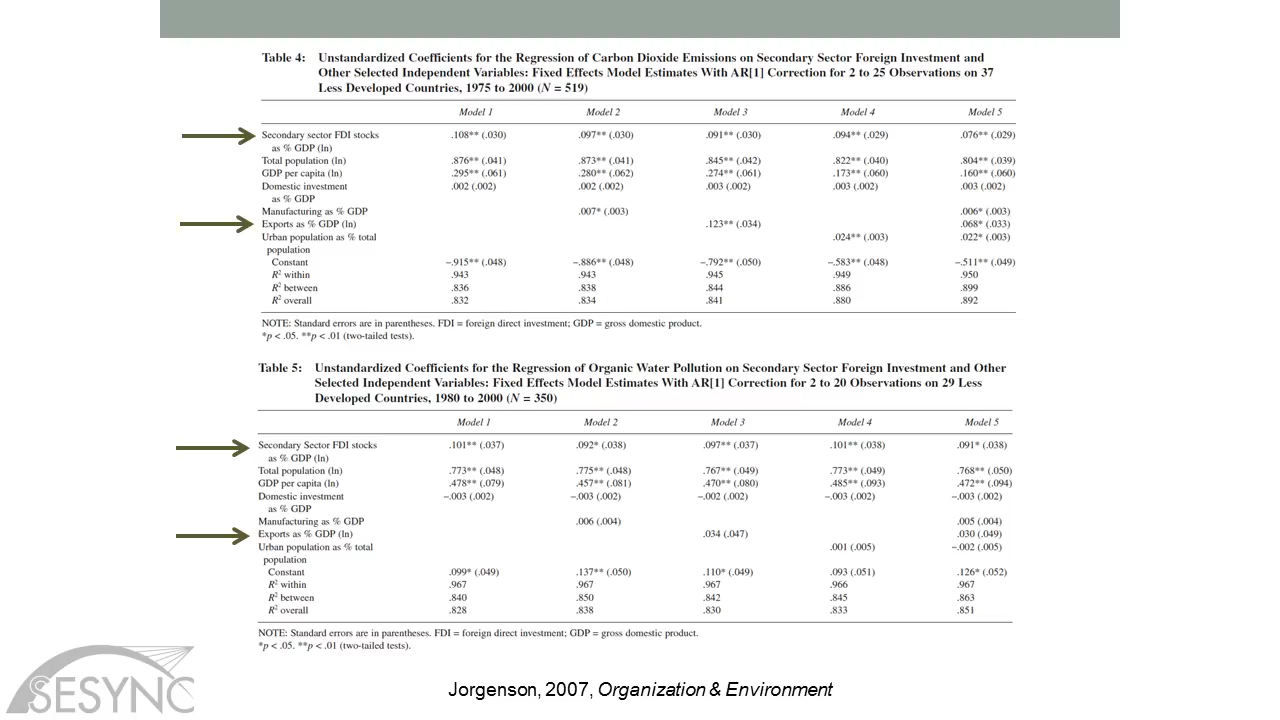 Table 4: Unstandardized Coefficients for the Regression of Carbon Dioxide Emissions on Secondary Sector Foreign Investment and
Other Selected Independent Variables: Fixed Effects Model Estimates With AR[1] Correction for 2 to 25 Observations on 37
Less Developed Countries, 1975 to 2000 (N = 519)
Model 1 Model 2 Model 3 Model 4 Model 5
Secondary sector FDI stocks .108** (.030) .097** (.030) .091** (.030) .094** (.029) .076** (.029)
as % GDP (ln)
Total population (ln) .876** (.041) .873** (.041) .845** (.042) .822** (.040) .804** (.039)
GDP per capita (ln) .295** (.061) .280** (.062) .274** (.061) .173** (.060) .160** (.060)
Domestic investment .002 (.002) .002 (.002) .003 (.002) .003 (.002) .003 (.002)
as % GDP
Manufacturing as % GDP .007* (.003) .006* (.003)
Exports as % GDP (ln) .123** (.034) .068* (.033)
Urban population as % total .024** (.003) .022* (.003)
population
Constant –.915** (.048) –.886** (.048) –.792** (.050) –.583** (.048) –.511** (.049)
R² within .943 .943 .945 .949 .950
R² between .836 .838 .844 .886 .899
R² overall .832 .834 .841 .880 .892
NOTE: Standard errors are in parentheses. FDI = foreign direct investment; GDP = gross domestic product.
*p < .05. **p < .01 (two-tailed tests).
Table 5: Unstandardized Coefficients for the Regression of Organic Water Pollution on Secondary Sector Foreign Investment and Other
Selected Independent Variables: Fixed Effects Model Estimates With AR[1] Correction for 2 to 20 Observations on 29 Less
Developed Countries, 1980 to 2000 (N = 350)
Model 1 Model 2 Model 3 Model 4 Model 5
Secondary Sector FDI stocks .101** (.037) .092* (.038) .097** (.037) .101** (.038) .091* (.038)
as % GDP (ln)
Total population (ln) .773** (.048) .775** (.048) .767** (.049) .773** (.049) .768** (.050)
GDP per capita (ln) .478** (.079) .457** (.081) .470** (.080) .485** (.093) .472** (.094)
Domestic investment –.003 (.002) –.003 (.002) –.002 (.002) –.003 (.002) –.003 (.002)
as % GDP
Manufacturing as % GDP .006 (.004) .005 (.004)
Exports as % GDP (ln) .034 (.047) .030 (.049)
Urban population as % total .001 (.005) –.002 (.005)
population
Constant .099* (.049) .137** (.050) .110* (.049) .093 (.051) .126* (.052)
R² within .967 .967 .967 .966 .967
R² between .840 .850 .842 .845 .863
R² overall .828 .838 .830 .833 .851
NOTE: Standard errors are in parentheses. FDI = foreign direct investment; GDP = gross domestic product.
*p < .05. **p < .01 (two-tailed tests).
SESYNC
Jorgenson, 2007, Organization & Environment